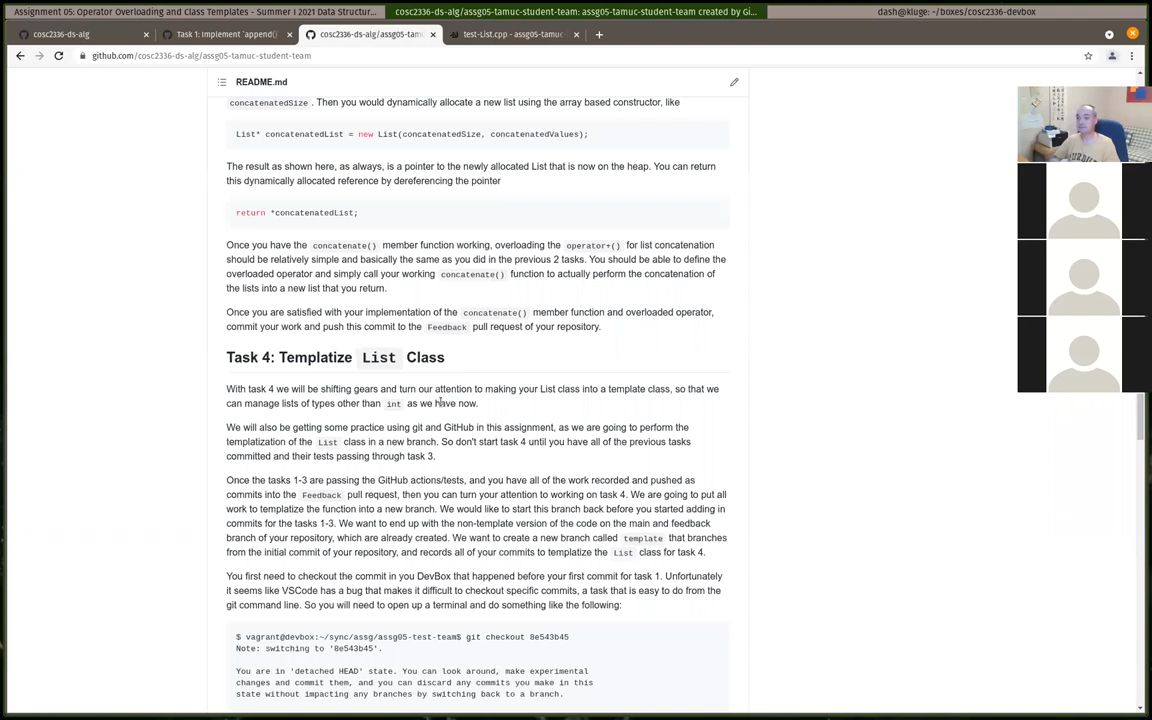 Assignment 05: Operator Overloading and Class Templates - Summer I 2021 Data Structur...
cosc2336-ds-alg/assg05-tamuc-student-team: assg05-tamuc-student-team created by Gi...
dash@kluge: ~/boxes/cosc2336-devbox
cosc2336-ds-alg
Task 1: Implement `append()
cosc2336-ds-alg/assg05-tam
test-List.cpp - assg05-tamuc
github.com/cosc2336-ds-alg/assg05-tamuc-student-team
README.md
concatenatedSize . Then you would dynamically allocate a new list using the array based constructor, like
List* concatenatedList = new List(concatenatedSize, concatenatedValues);
The result as shown here, as always, is a pointer to the newly allocated List that is now on the heap. You can return
this dynamically allocated reference by dereferencing the pointer
return *concatenatedList;
Once you have the concatenate() member function working, overloading the operator+() for list concatenation
should be relatively simple and basically the same as you did in the previous 2 tasks. You should be able to define the
overloaded operator and simply call your working concatenate() function to actually perform the concatenation of
the lists into a new list that you return.
Once you are satisfied with your implementation of the concatenate() member function and overloaded operator,
commit your work and push this commit to the Feedback pull request of your repository.
Task 4: Templatize List Class
With task 4 we will be shifting gears and turn our attention to making your List class into a template class, so that we
can manage lists of types other than int as we have now.
We will also be getting some practice using git and GitHub in this assignment, as we are going to perform the
templatization of the List class in a new branch. So don't start task 4 until you have all of the previous tasks
committed and their tests passing through task 3.
Once the tasks 1-3 are passing the GitHub actions/tests, and you have all of the work recorded and pushed as
commits into the Feedback pull request, then you can turn your attention to working on task 4. We are going to put all
work to templatize the function into a new branch. We would like to start this branch back before you started adding in
commits for the tasks 1-3. We want to end up with the non-template version of the code on the main and feedback
branch of your repository, which are already created. We want to create a new branch called template that branches
from the initial commit of your repository, and records all of your commits to templatize the List class for task 4.
You first need to checkout the commit in you DevBox that happened before your first commit for task 1. Unfortunately
it seems like VSCode has a bug that makes it difficult to checkout specific commits, a task that is easy to do from the
git command line. So you will need to open up a terminal and do something like the following:
$ vagrant@devbox:~/sync/assg/assg05-test-team$ git checkout 8e543b45
Note: switching to '8e543b45'.
You are in 'detached HEAD' state. You can look around, make experimental
changes and commit them, and you can discard any commits you make in this
state without impacting any branches by switching back to a branch.